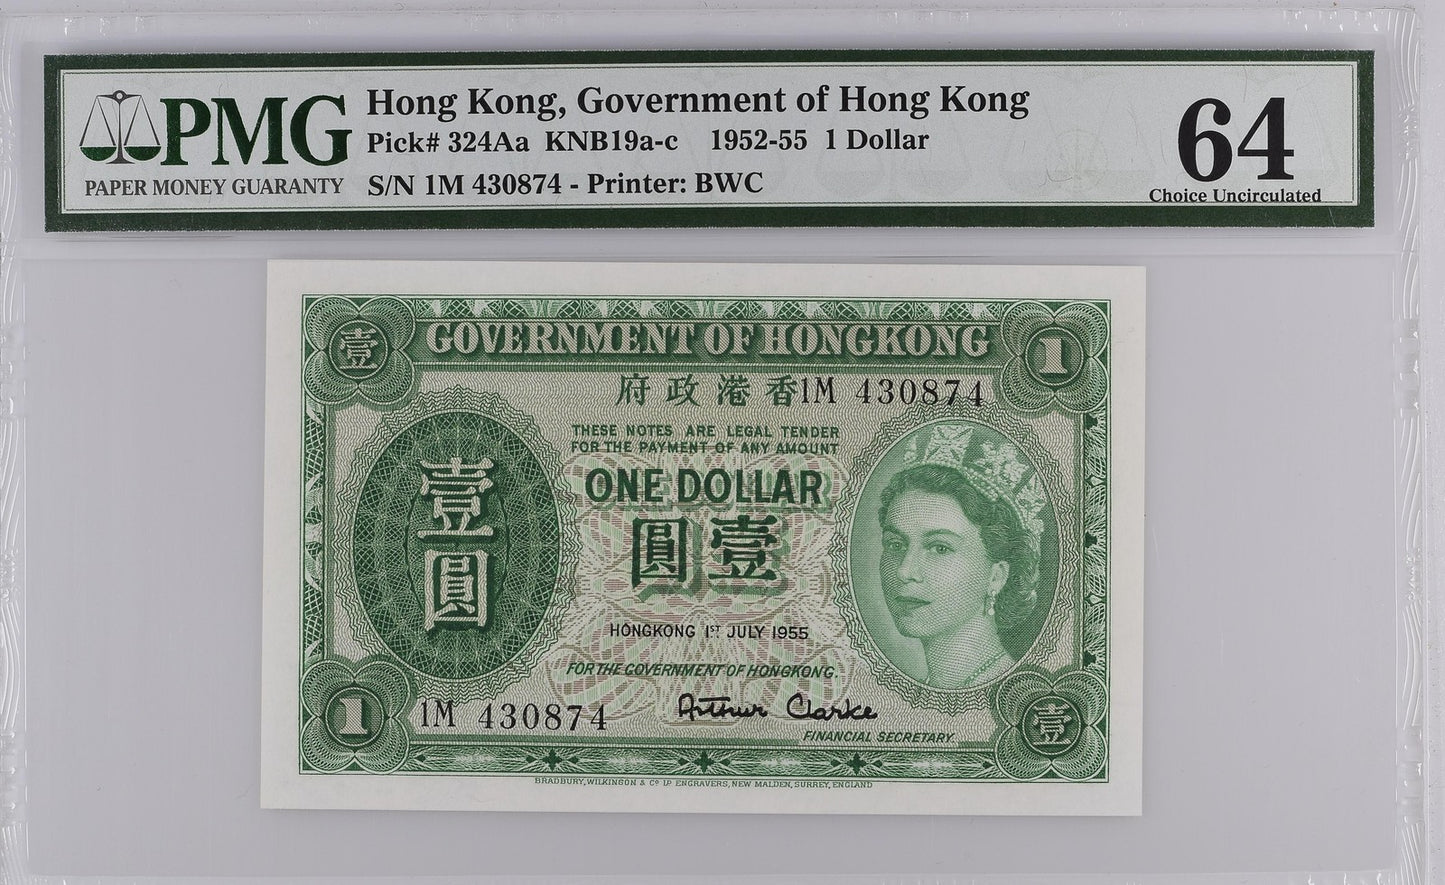 PMG
PAPER MONEY GUARANTY
Hong Kong, Government of Hong Kong
Pick# 324Aa KNB19a-c 1952-55 1 Dollar
S/N 1M 430874 - Printer: BWC
64
Choice Uncirculated
壹
GOVERNMENT OF HONGKONG
1
府政港香
1M 430874
THESE NOTES ARE LEGAL TENDER
FOR THE PAYMENT OF ANY AMOUNT
ONE DOLLAR
圓壹
壹圓
HONGKONG 1ST JULY 1955
FOR THE GOVERNMENT OF HONGKONG.
1
1M 430874
Arthur Clarke
FINANCIAL SECRETARY
壹
BRADBURY, WILKINSON & Cº Lᴰ ENGRAVERS, NEW MALDEN, SURREY, ENGLAND